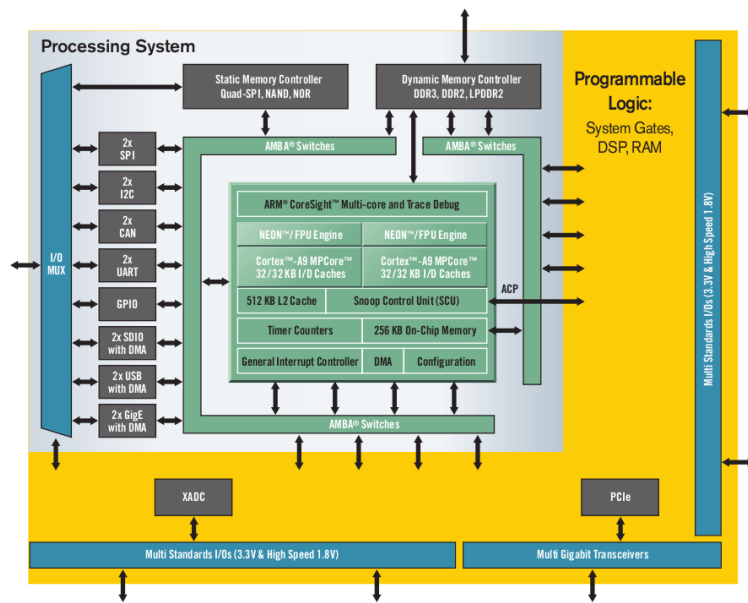 Processing System
Static Memory Controller
Quad-SPI, NAND, NOR
Dynamic Memory Controller
DDR3, DDR2, LPDDR2
Programmable
Logic:
System Gates,
DSP, RAM
AMBA® Switches
AMBA® Switches
2x
SPI
2x
I2C
2x
CAN
2x
UART
GPIO
2x SDIO
with DMA
2x USB
with DMA
2x GigE
with DMA
I/O
MUX
ARM® CoreSight™ Multi-core and Trace Debug
NEON™/ FPU Engine
NEON™/ FPU Engine
Cortex™-A9 MPCore™
32/32 KB I/D Caches
Cortex™-A9 MPCore™
32/32 KB I/D Caches
512 KB L2 Cache
Snoop Control Unit (SCU)
Timer Counters
256 KB On-Chip Memory
General Interrupt Controller
DMA
Configuration
ACP
AMBA® Switches
Multi Standards I/Os (3.3V & High Speed 1.8V)
XADC
PCIe
Multi Standards I/Os (3.3V & High Speed 1.8V)
Multi Gigabit Transceivers